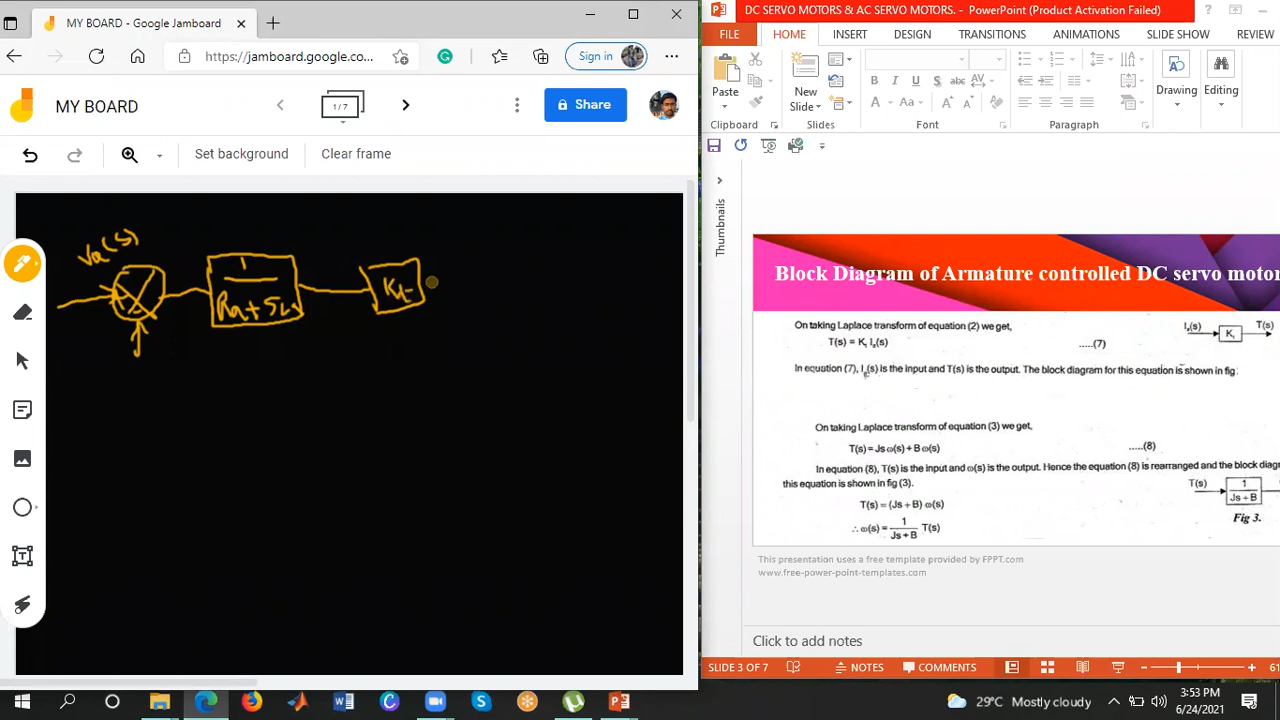 DC SERVO MOTORS & AC SERVO MOTORS. - PowerPoint (Product Activation Failed)
MY BOARD - Google Jamboard
https://jamboard.google.co...
Sign in
MY BOARD
7
Share
Set background
Clear frame
Va(s)
1
Ra+SLa
Kt
FILE HOME INSERT DESIGN TRANSITIONS ANIMATIONS SLIDE SHOW REVIEW
Paste
New
Slide
Drawing
Editing
Clipboard
Slides
Font
Paragraph
Thumbnails
Block Diagram of Armature controlled DC servo motor
On taking Laplace transform of equation (2) we get,
T(s) = Kt Ia(s) .....(7)
Ia(s) Kt T(s)
In equation (7), Ia(s) is the input and T(s) is the output. The block diagram for this equation is shown in fig
On taking Laplace transform of equation (3) we get,
T(s) = Js ω(s) + B ω(s) .....(8)
In equation (8), T(s) is the input and ω(s) is the output. Hence the equation (8) is rearranged and the block
this equation is shown in fig (3).
T(s) = (Js + B) ω(s)
∴ ω(s) = 1/(Js + B) T(s)
T(s) 1/(Js + B)
Fig 3.
This presentation uses a free template provided by FPPT.com
www.free-power-point-templates.com
Click to add notes
SLIDE 3 OF 7
NOTES
COMMENTS
29°C Mostly cloudy
3:53 PM
6/24/2021